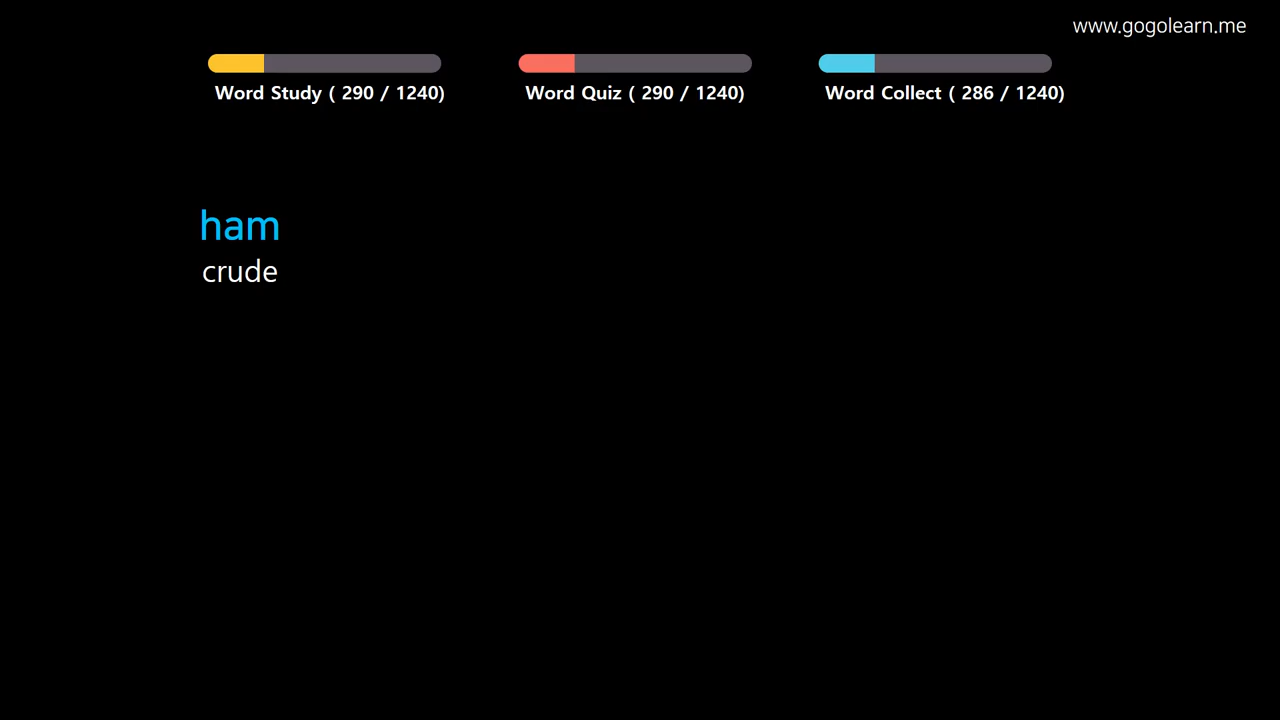 www.gogolearn.me
Word Study ( 290 / 1240)
Word Quiz ( 290 / 1240)
Word Collect ( 286 / 1240)
ham
crude